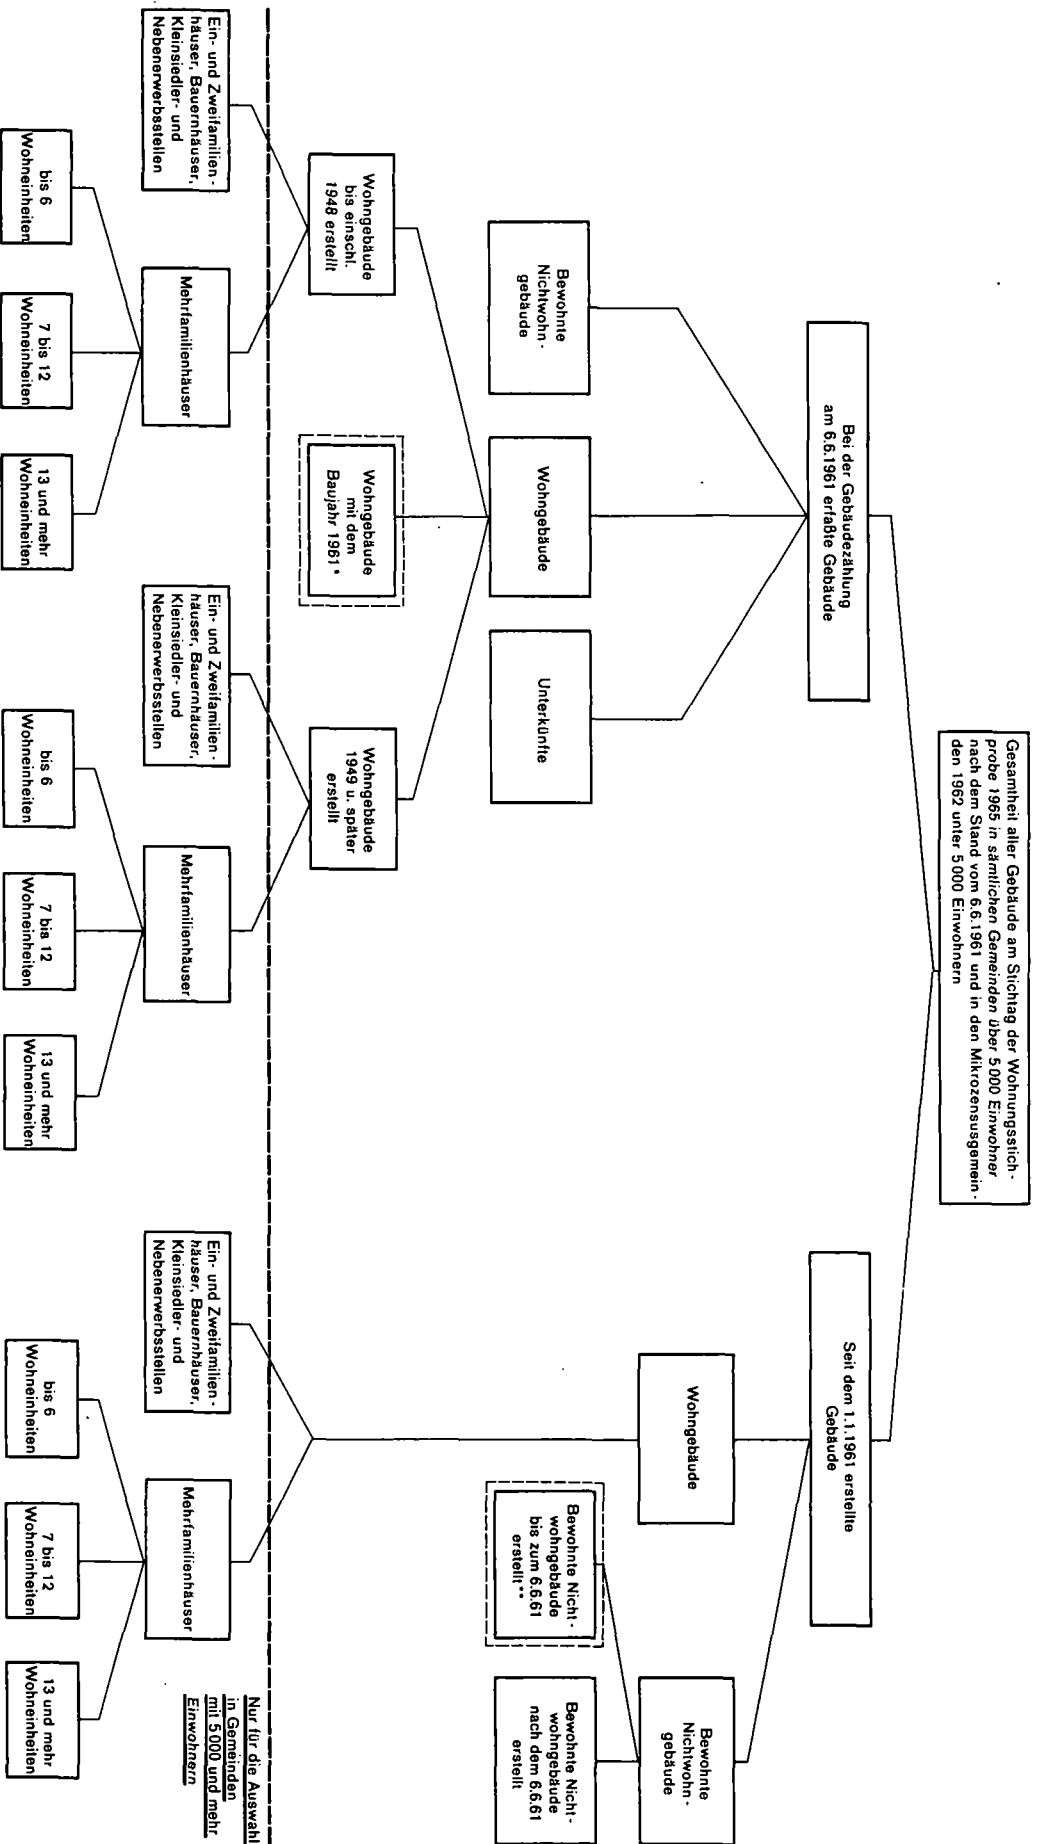 Gesamtheit aller Gebäude am Stichtag der Wohnungsstich-
probe 1965 in sämtlichen Gemeinden über 5000 Einwohner
nach dem Stand vom 6.6.1961 und in den Mikrozensusgemein-
den 1962 unter 5000 Einwohnern
Bei der Gebäudezählung
am 6.6.1961 erfaßte Gebäude
Seit dem 1.1.1961 erstellte
Gebäude
Bewohnte
Nichtwohn-
gebäude
Wohngebäude
Unterkünfte
Wohngebäude
Bewohnte
Nichtwohn-
gebäude
Bewohnte Nicht-
wohngebäude
bis zum 6.6.61
erstellt**
Bewohnte Nicht-
wohngebäude
nach dem 6.6.61
erstellt
Wohngebäude
bis einschl.
1948 erstellt
Wohngebäude
mit dem
Baujahr 1961*
Wohngebäude
1949 u. später
erstellt
Nur für die Auswahl
in Gemeinden
mit 5000 und mehr
Einwohnern
Ein- und Zweifamilien-
häuser, Bauernhäuser,
Kleinsiedler- und
Nebenerwerbsstellen
Mehrfamilienhäuser
Ein- und Zweifamilien-
häuser, Bauernhäuser,
Kleinsiedler- und
Nebenerwerbsstellen
Mehrfamilienhäuser
Ein- und Zweifamilien-
häuser, Bauernhäuser,
Kleinsiedler- und
Nebenerwerbsstellen
Mehrfamilienhäuser
bis 6
Wohneinheiten
7 bis 12
Wohneinheiten
13 und mehr
Wohneinheiten
bis 6
Wohneinheiten
7 bis 12
Wohneinheiten
13 und mehr
Wohneinheiten
bis 6
Wohneinheiten
7 bis 12
Wohneinheiten
13 und mehr
Wohneinheiten